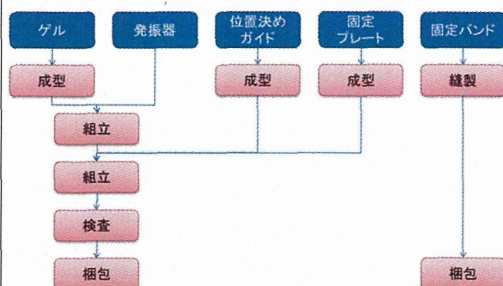 ゲル
発振器
位置決め
ガイド
固定
プレート
固定バンド
成型
成型
成型
縫製
組立
組立
検査
梱包
梱包